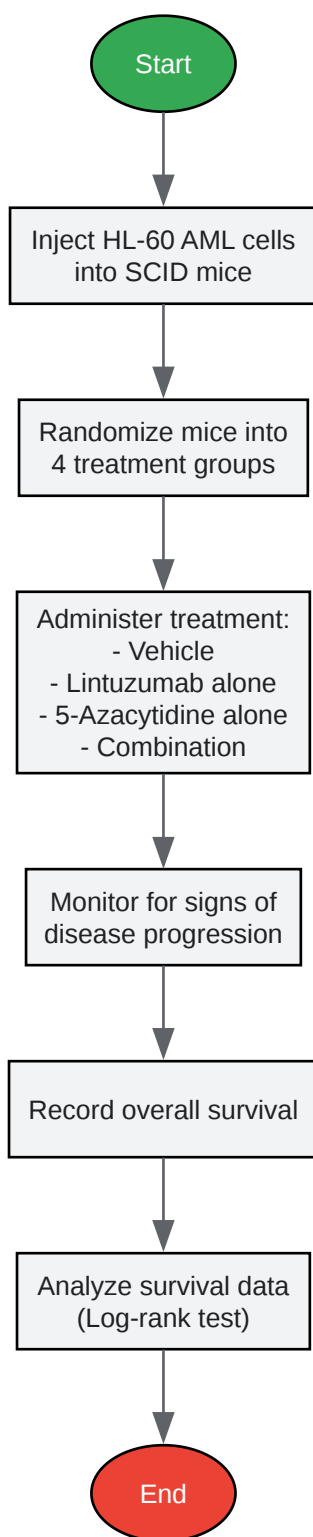 Start
Inject HL-60 AML cells
into SCID mice
Randomize mice into
4 treatment groups
Administer treatment:
- Vehicle
- Lintuzumab alone
- 5-Azacytidine alone
- Combination
Monitor for signs of
disease progression
Record overall survival
Analyze survival data
(Log-rank test)
End